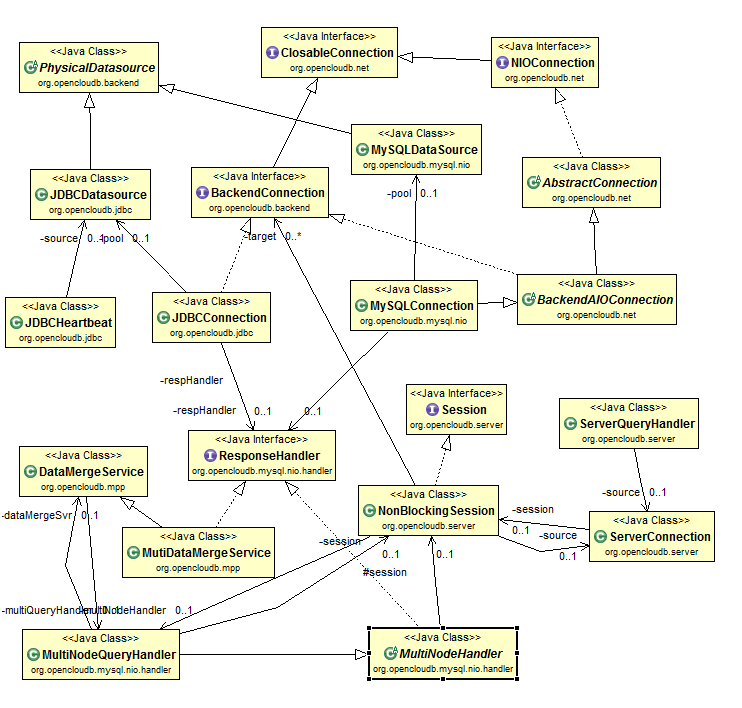 <<Java Class>>
PhysicalDatasource
org.opencloudb.backend
<<Java Interface>>
ClosableConnection
org.opencloudb.net
<<Java Interface>>
NIOConnection
org.opencloudb.net
<<Java Class>>
MySQLDataSource
org.opencloudb.mysql.nio
<<Java Class>>
JDBCDatasource
org.opencloudb.jdbc
<<Java Interface>>
BackendConnection
org.opencloudb.backend
<<Java Class>>
AbstractConnection
org.opencloudb.net
-pool 0..1
-source 0..1
-pool 0..1
-target 0..*
<<Java Class>>
JDBCHeartbeat
org.opencloudb.jdbc
<<Java Class>>
JDBCConnection
org.opencloudb.jdbc
<<Java Class>>
MySQLConnection
org.opencloudb.mysql.nio
<<Java Class>>
BackendAIOConnection
org.opencloudb.net
-respHandler
-respHandler 0..1 0..1
<<Java Interface>>
Session
org.opencloudb.server
<<Java Class>>
ServerQueryHandler
org.opencloudb.server
<<Java Interface>>
ResponseHandler
org.opencloudb.mysql.nio.handler
<<Java Class>>
DataMergeService
org.opencloudb.mpp
-source 0..1
<<Java Class>>
NonBlockingSession
org.opencloudb.server
-dataMergeSvr 0..1
-session
0..1
-source
0..1
<<Java Class>>
ServerConnection
org.opencloudb.server
<<Java Class>>
MutiDataMergeService
org.opencloudb.mpp
-session
0..1
0..1
#session
-multiQueryHandler 0..1
-multiNodeHandler 0..1
<<Java Class>>
MultiNodeQueryHandler
org.opencloudb.mysql.nio.handler
<<Java Class>>
MultiNodeHandler
org.opencloudb.mysql.nio.handler